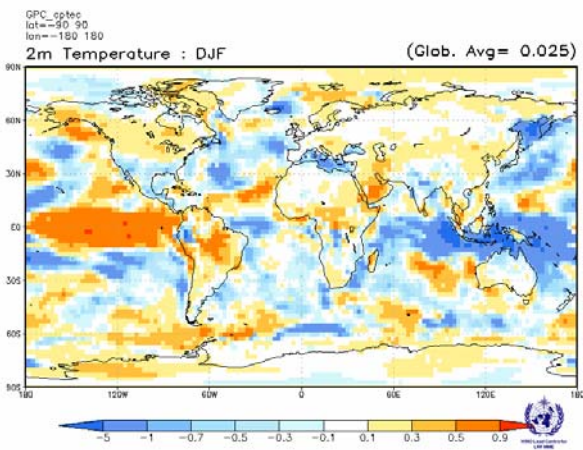 GPC_cptec
lat=-90 90
lon=-180 180
2m Temperature : DJF (Glob. Avg= 0.025)
90N
60N
30N
EQ
30S
60S
90S
180 120W 60W 0 60E 120E 180
-5 -1 -0.7 -0.5 -0.3 -0.1 0.1 0.3 0.5 0.9